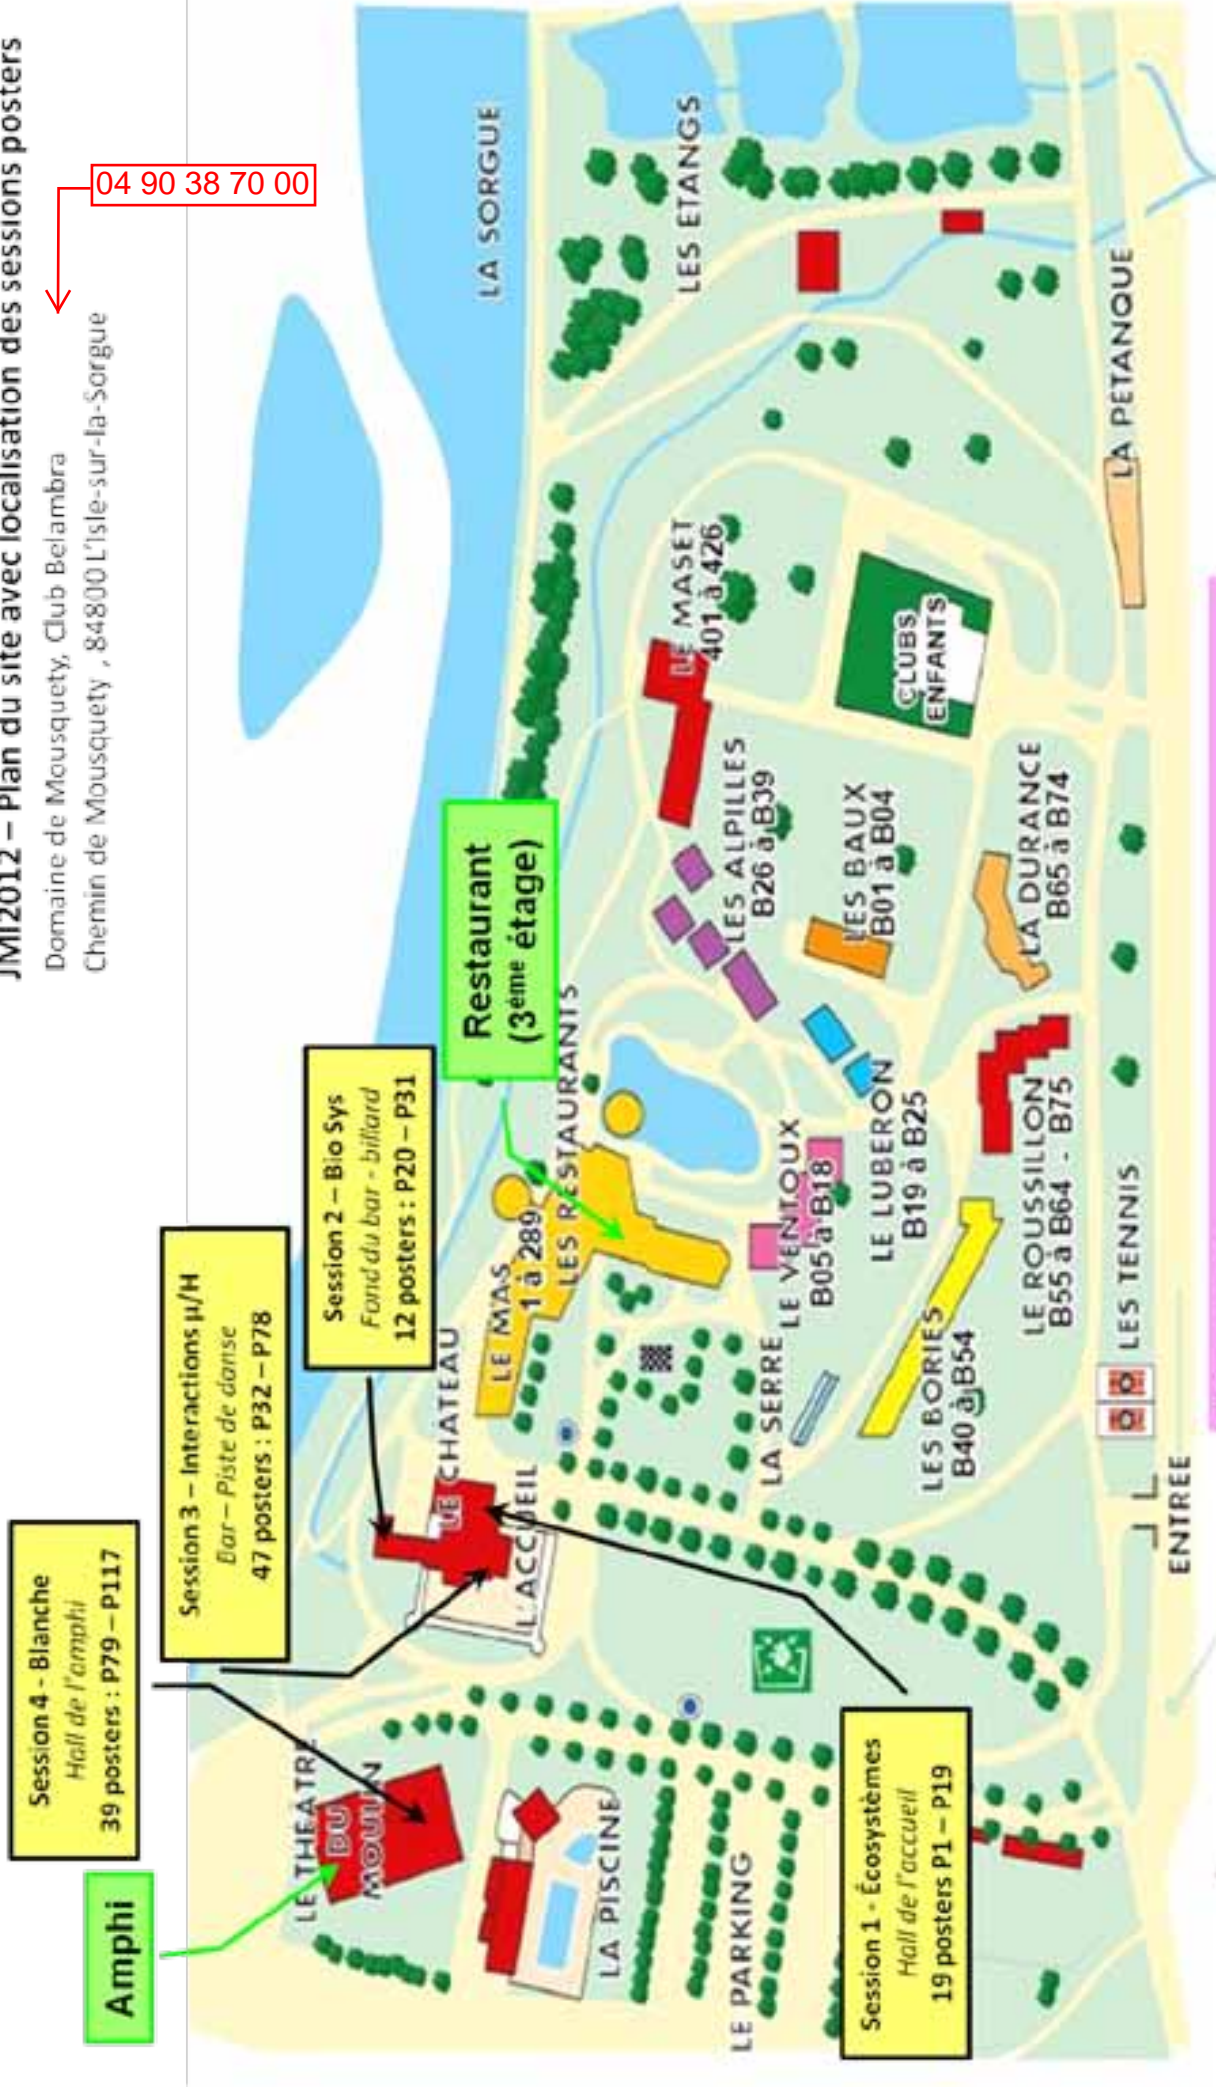 JMI2012 – Plan du site avec localisation des sessions posters
Domaine de Mousquety, Club Belambra
Chemin de Mousquety , 84800 L'Isle-sur-la-Sorgue
04 90 38 70 00
Session 4 - Blanche
Hall de l'amphi
39 posters : P79 – P117
Session 3 – Interactions µ/H
Bar – Piste de danse
47 posters : P32 – P78
Session 2 – Bio Sys
Fond du bar - billard
12 posters : P20 – P31
Restaurant
(3ème étage)
Amphi
Session 1 - Écosystèmes
Hall de l'accueil
19 posters P1 – P19
LE THEATRE
DU
MOULIN
LA PISCINE
LE PARKING
LE CHATEAU
L'ACCUEIL
LE MAS
1 à 289
LES RESTAURANTS
LA SORGUE
LES ETANGS
LE MASET
401 à 426
LES ALPILLES
B26 à B39
LES BAUX
B01 à B04
CLUBS
ENFANTS
LA DURANCE
B65 à B74
LE VENTOUX
B05 à B18
LE LUBERON
B19 à B25
LA SERRE
LES BORIES
B40 à B54
LE ROUSSILLON
B55 à B64 - B75
LES TENNIS
LA PETANQUE
ENTREE